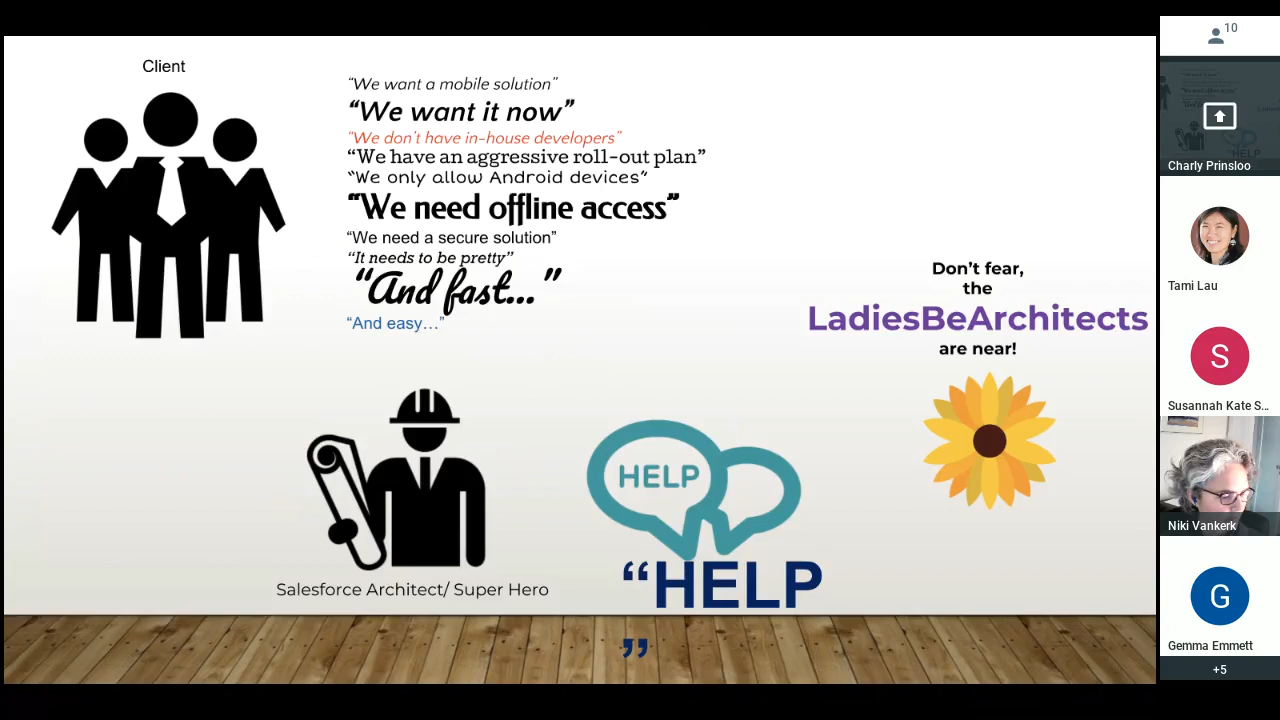 Client
“We want a mobile solution”
“We want it now”
“We don’t have in-house developers”
“We have an aggressive roll-out plan”
“We only allow Android devices”
“We need offline access”
“We need a secure solution”
“It needs to be pretty”
“And fast...”
“And easy…”
Don’t fear,
the
LadiesBeArchitects
are near!
HELP
“HELP
”
Salesforce Architect/ Super Hero
10
Charly Prinsloo
Tami Lau
S
Susannah Kate S...
Niki Vankerk
G
Gemma Emmett
+5